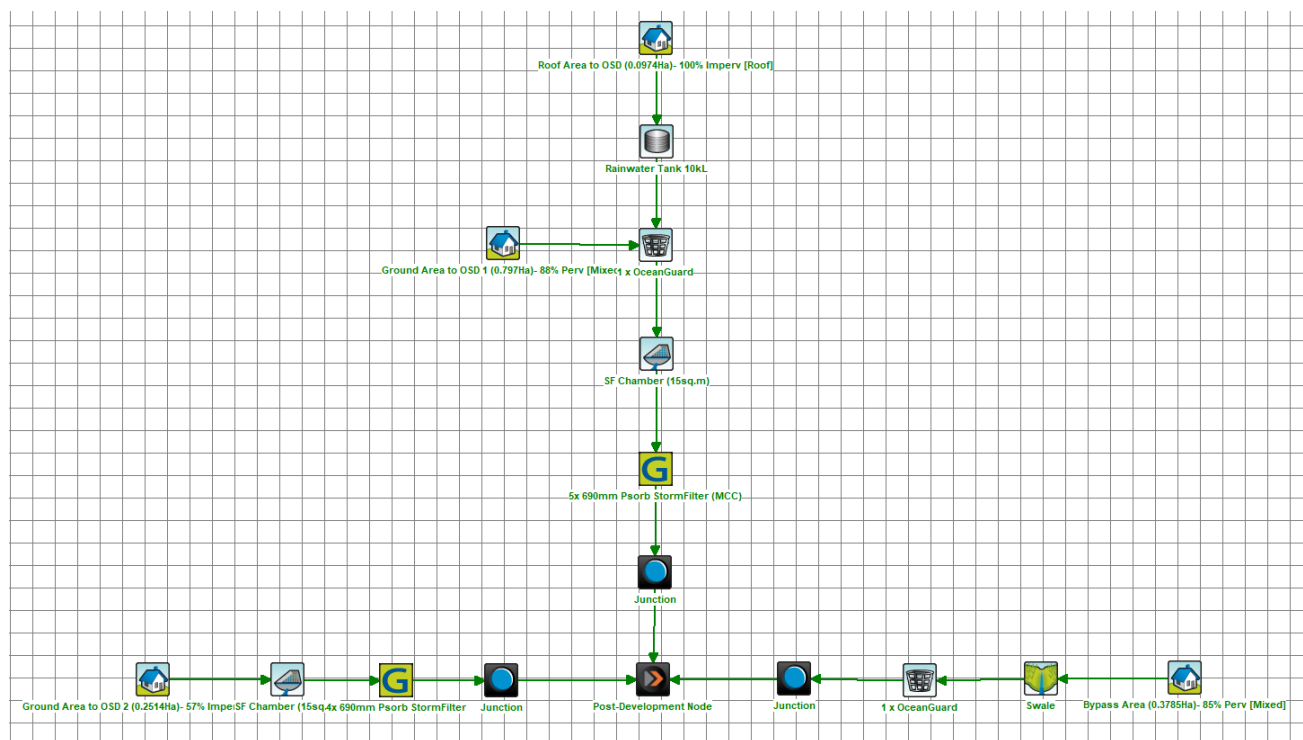 Roof Area to OSD (0.0974Ha)- 100% Imperv [Roof]
Rainwater Tank 10kL
Ground Area to OSD 1 (0.797Ha)- 88% Perv [Mixed
1 x OceanGuard
SF Chamber (15sq.m)
G
5x 690mm Psorb StormFilter (MCC)
Junction
G
Ground Area to OSD 2 (0.2514Ha)- 57% Impe
SF Chamber (15sq.
4x 690mm Psorb StormFilter
Junction
Post-Development Node
Junction
1 x OceanGuard
Swale
Bypass Area (0.3785Ha)- 85% Perv [Mixed]